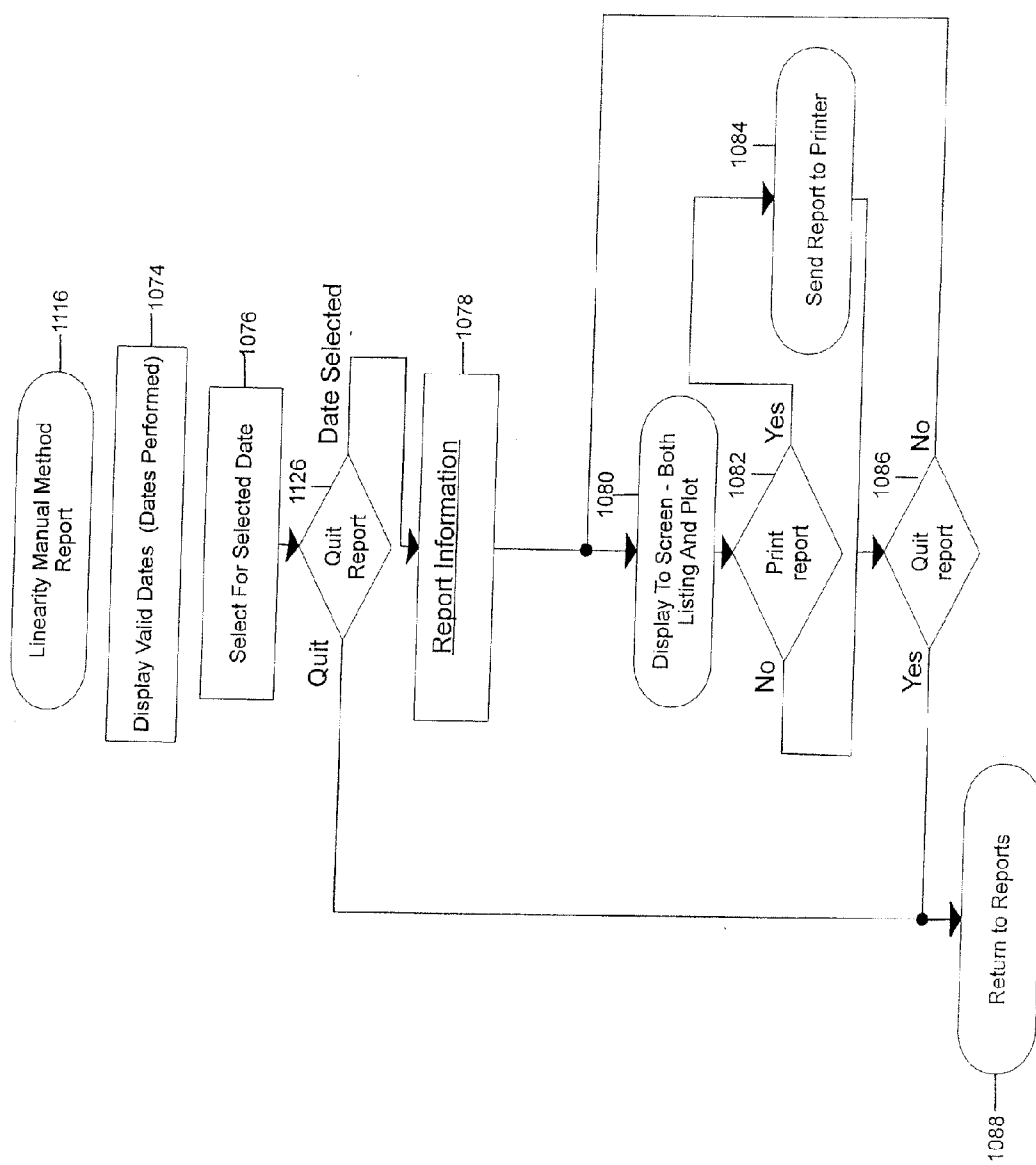 Linearity Manual Method
Report
1116
Display Valid Dates (Dates Performed)
1074
Select For Selected Date
1076
1126
Quit
Report
Quit
Date Selected
Report Information
1078
1080
Display To Screen - Both
Listing And Plot
1082
Print
report
No
Yes
1084
Send Report to Printer
1086
Quit
report
Yes
No
Return to Reports
1088